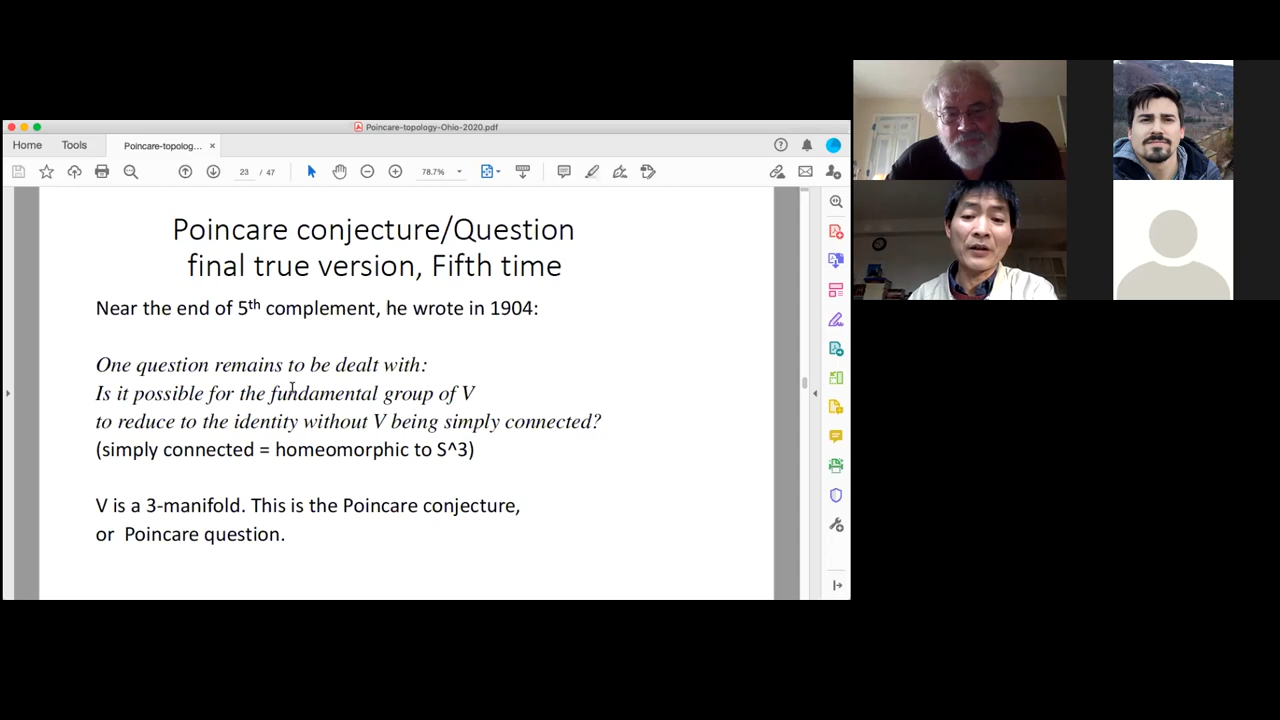 Poincare-topology-Ohio-2020.pdf
Home Tools Poincare-topolog... ×
23 / 47 78.7%
Poincare conjecture/Question
final true version, Fifth time
Near the end of 5th complement, he wrote in 1904:
One question remains to be dealt with:
Is it possible for the fundamental group of V
to reduce to the identity without V being simply connected?
(simply connected = homeomorphic to S^3)
V is a 3-manifold. This is the Poincare conjecture,
or Poincare question.